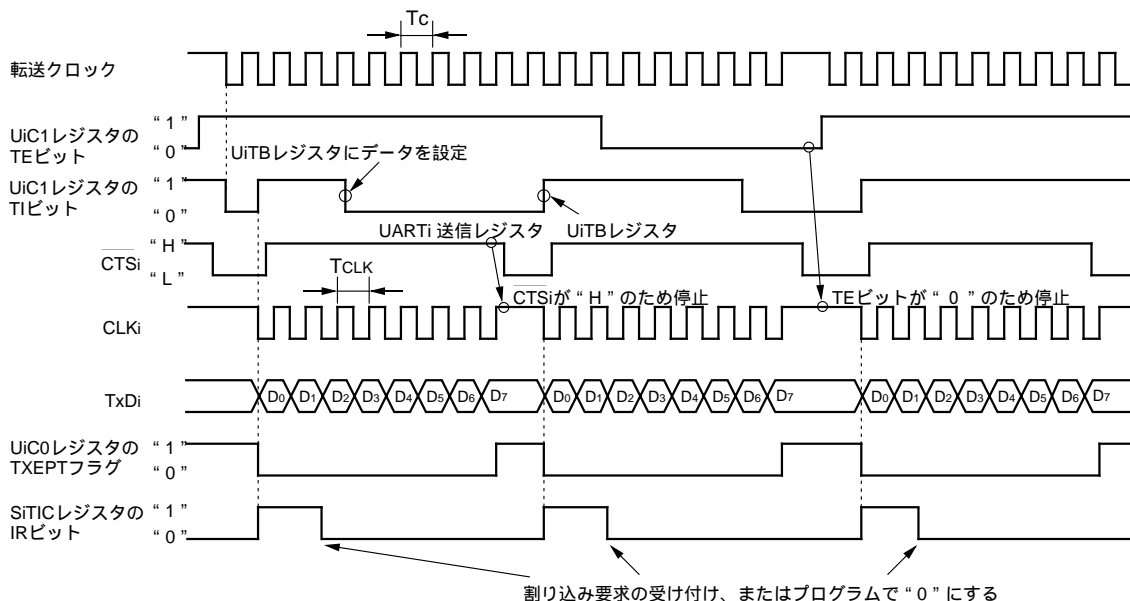 Tc
転送クロック
UiC1レジスタの
TEビット
“ 1 ”
“ 0 ”
UiTBレジスタにデータを設定
UiC1レジスタの
TIビット
“ 1 ”
“ 0 ”
UARTi 送信レジスタ
UiTBレジスタ
CTSi
“ H ”
“ L ”
TCLK
CTSiが “ H ” のため停止
TEビットが “ 0 ” のため停止
CLKi
TxDi
D0 D1 D2 D3 D4 D5 D6 D7 D0 D1 D2 D3 D4 D5 D6 D7 D0 D1 D2 D3 D4 D5 D6 D7
UiC0レジスタの
TXEPTフラグ
“ 1 ”
“ 0 ”
SiTICレジスタの
IRビット
“ 1 ”
“ 0 ”
割り込み要求の受け付け、またはプログラムで “ 0 ” にする